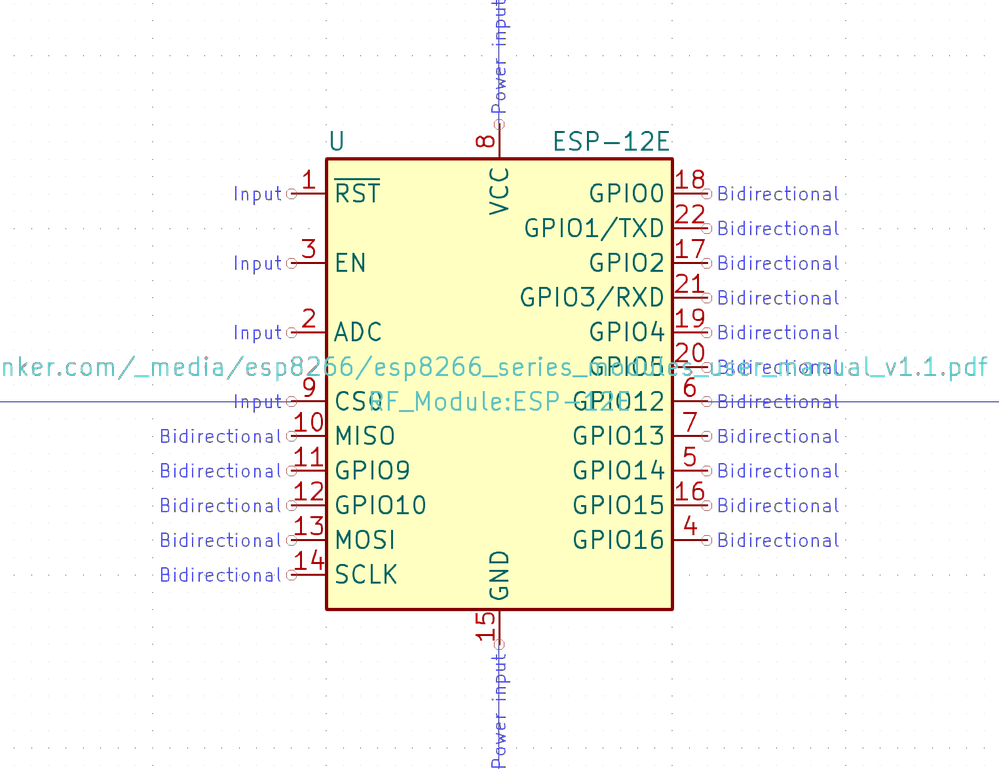 Power input
U 8 ESP-12E
Input 1 RST VCC GPIO0 18 Bidirectional
GPIO1/TXD 22 Bidirectional
Input 3 EN GPIO2 17 Bidirectional
GPIO3/RXD 21 Bidirectional
Input 2 ADC GPIO4 19 Bidirectional
GPIO5 20 Bidirectional
nker.com/_media/esp8266/esp8266_series_modules_user_manual_v1.1.pdf
Input 9 CS0 GPIO12 6 Bidirectional
RF_Module:ESP-12E
Bidirectional 10 MISO GPIO13 7 Bidirectional
Bidirectional 11 GPIO9 GPIO14 5 Bidirectional
Bidirectional 12 GPIO10 GPIO15 16 Bidirectional
Bidirectional 13 MOSI GPIO16 4 Bidirectional
Bidirectional 14 SCLK GND
15
Power input